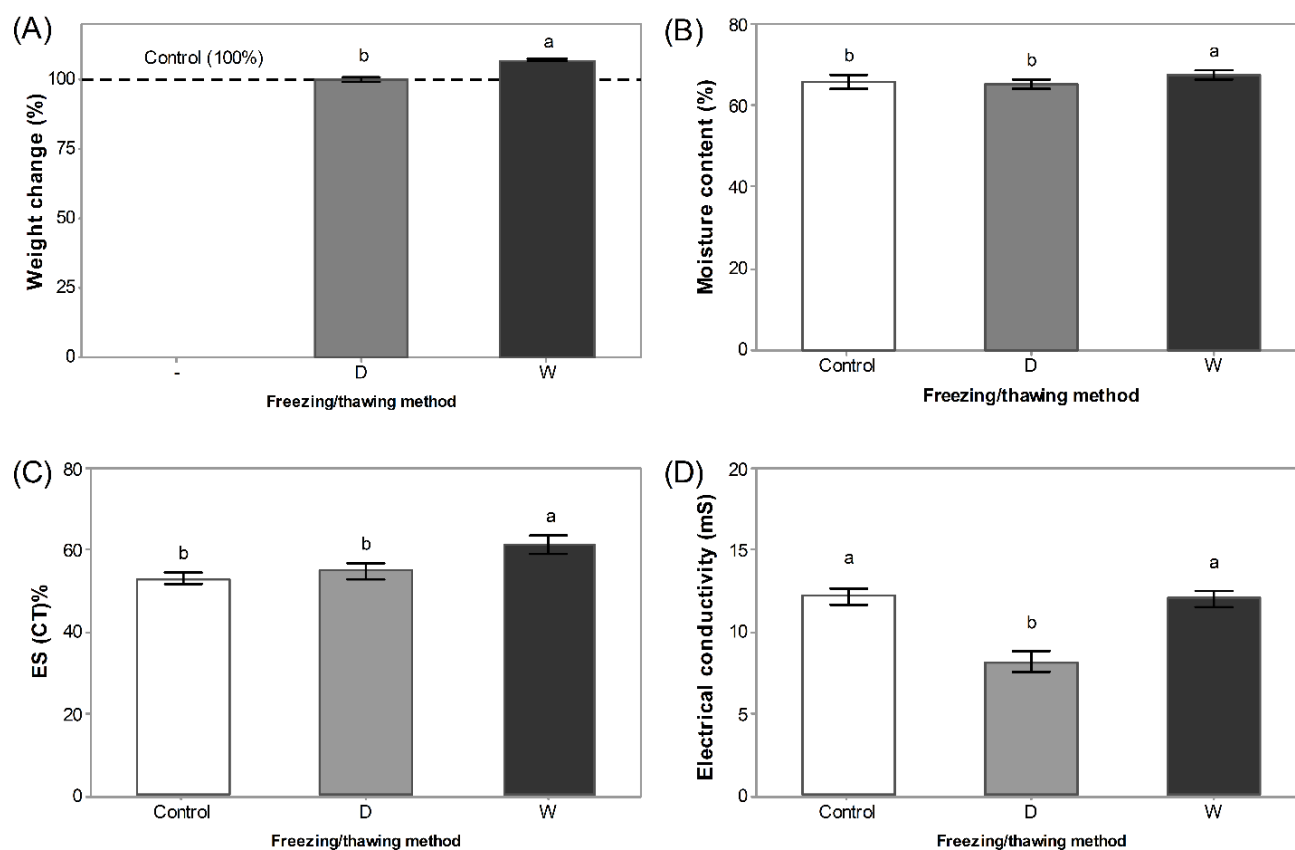 (A)
Control (100%)
b
a
100
75
50
25
0
Weight change (%)
-
D
W
Freezing/thawing method
(B)
80
60
40
20
0
Moisture content (%)
b
b
a
Control
D
W
Freezing/thawing method
(C)
80
60
40
20
0
ES (CT)%
b
b
a
Control
D
W
Freezing/thawing method
(D)
20
15
10
5
0
Electrical conductivity (mS)
a
b
a
Control
D
W
Freezing/thawing method